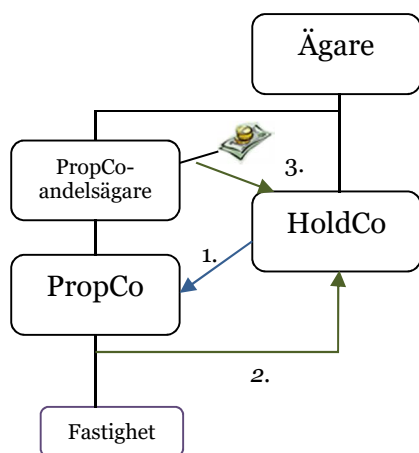 Ägare
PropCo-
andelsägare
3.
HoldCo
1.
PropCo
2.
Fastighet